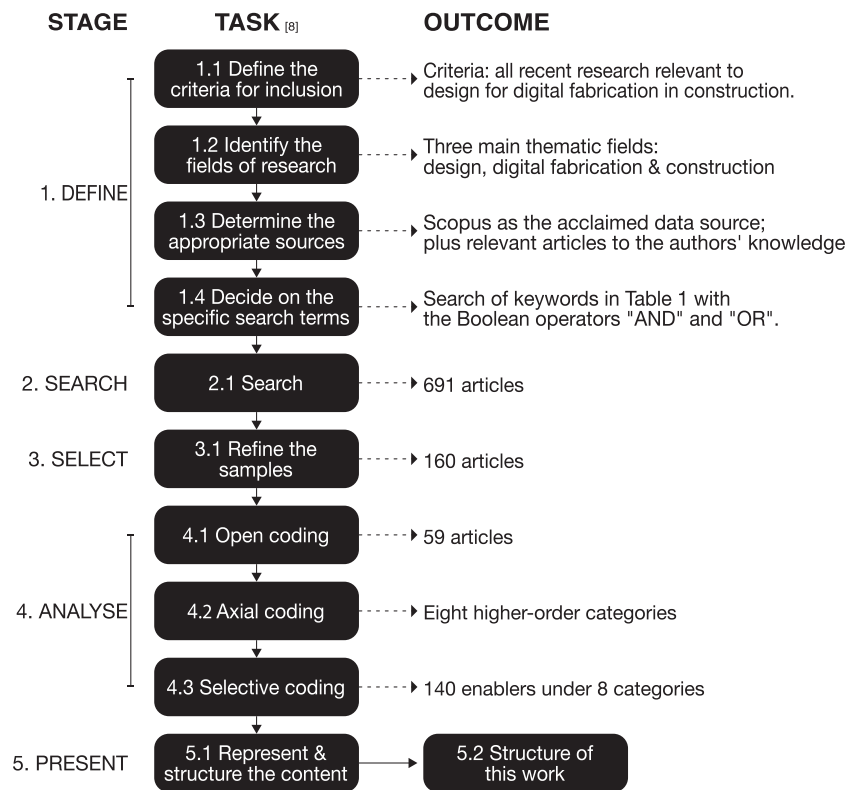 STAGE TASK [8] OUTCOME
1.1 Define the
criteria for inclusion
Criteria: all recent research relevant to
design for digital fabrication in construction.
1.2 Identify the
fields of research
Three main thematic fields:
design, digital fabrication & construction
1. DEFINE
1.3 Determine the
appropriate sources
Scopus as the acclaimed data source;
plus relevant articles to the authors' knowledge
1.4 Decide on the
specific search terms
Search of keywords in Table 1 with
the Boolean operators "AND" and "OR".
2. SEARCH
2.1 Search
691 articles
3. SELECT
3.1 Refine the
samples
160 articles
4.1 Open coding
59 articles
4. ANALYSE
4.2 Axial coding
Eight higher-order categories
4.3 Selective coding
140 enablers under 8 categories
5. PRESENT
5.1 Represent &
structure the content
5.2 Structure of
this work